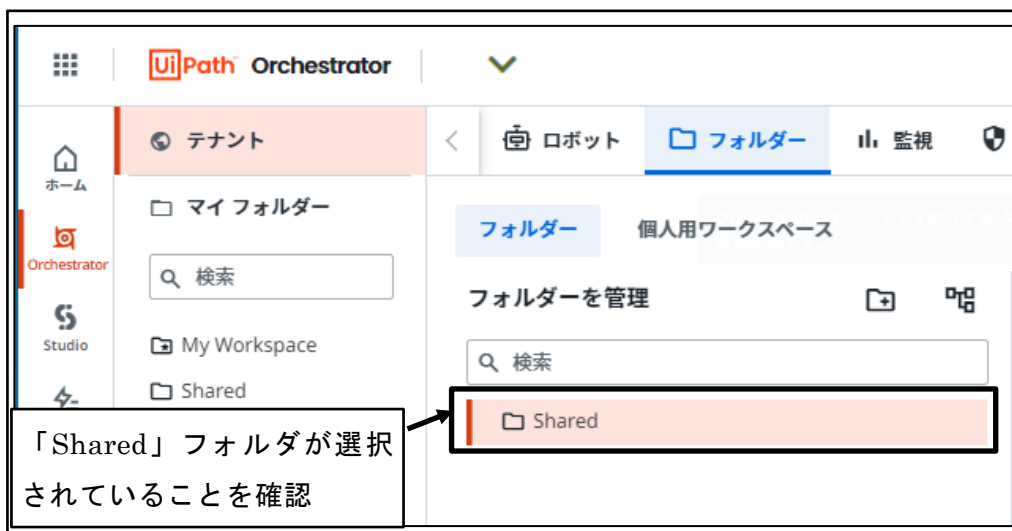 UiPath Orchestrator
ホーム
Orchestrator
Studio
テナント
マイ フォルダー
検索
My Workspace
Shared
ロボット
フォルダー
監視
フォルダー
個人用ワークスペース
フォルダーを管理
検索
Shared
「Shared」フォルダが選択
されていることを確認